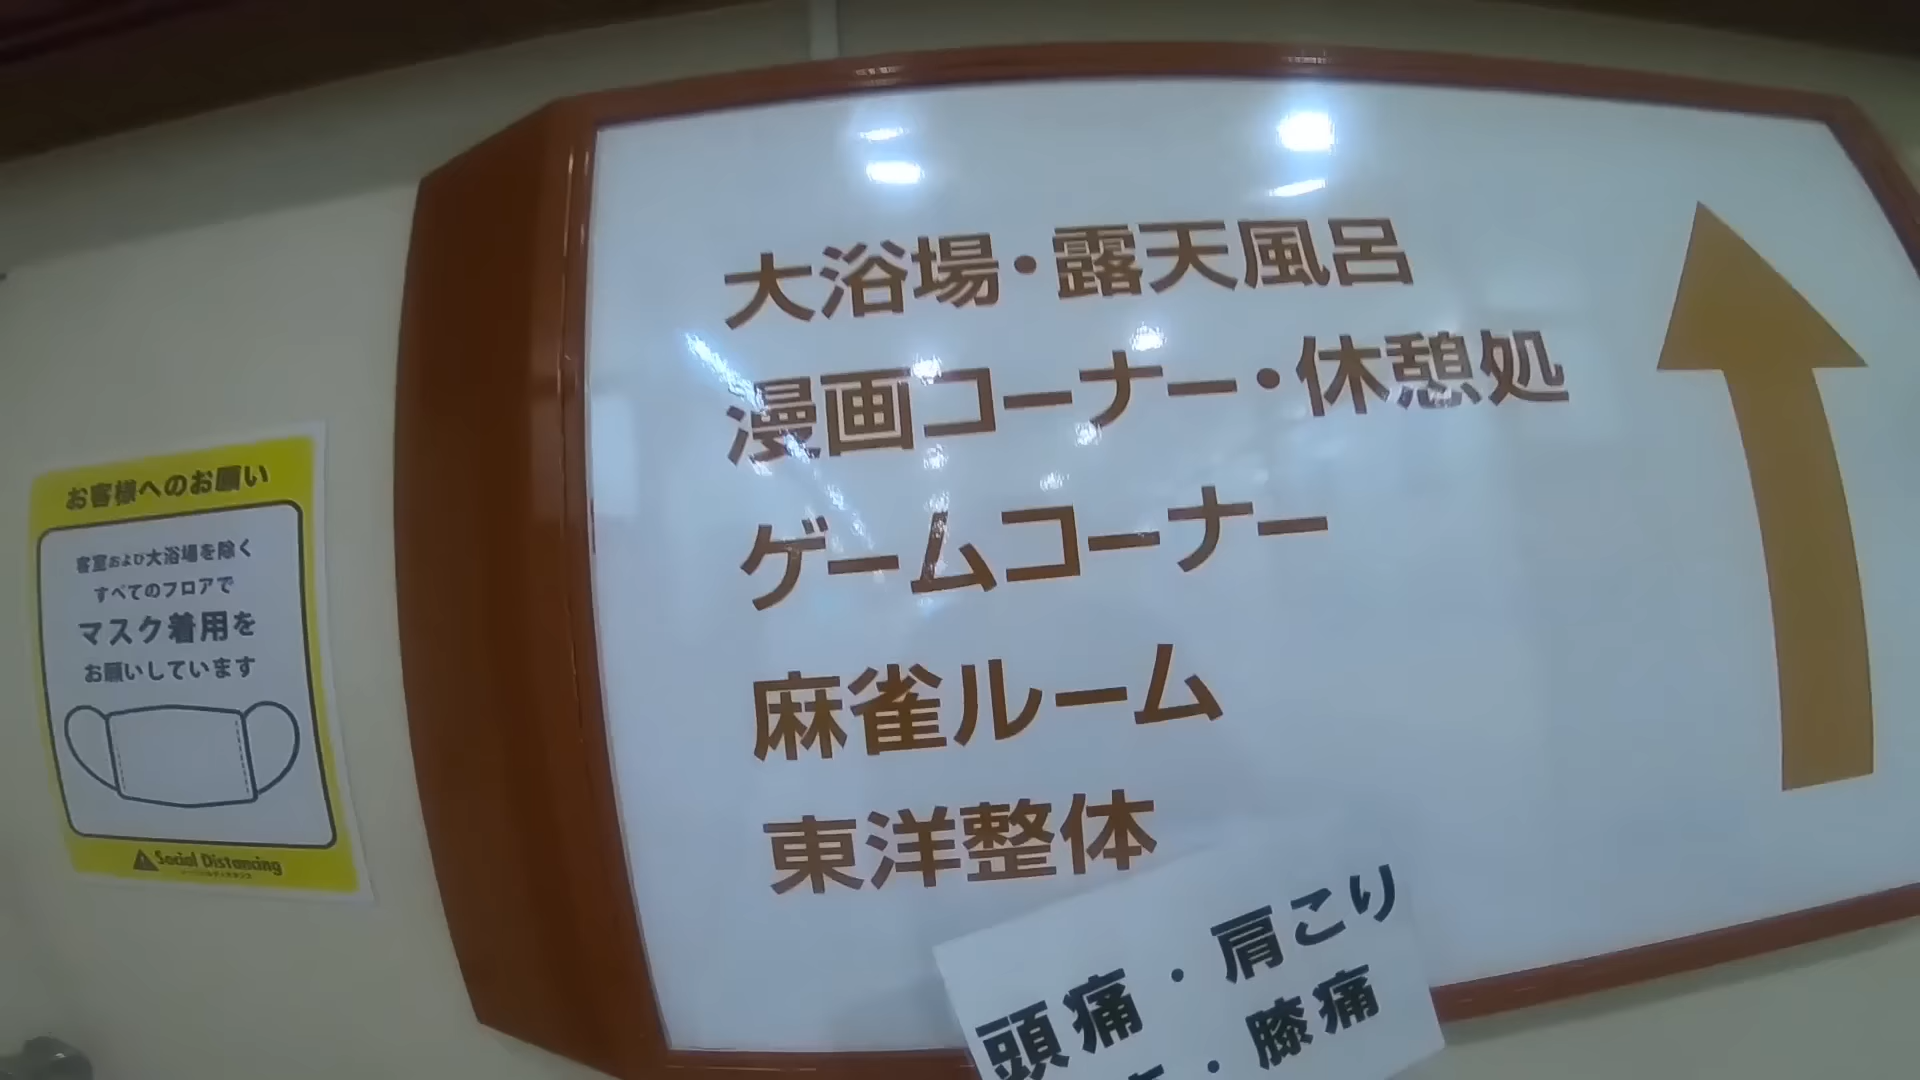 大浴場・露天風呂
漫画コーナー・休憩処
ゲームコーナー
麻雀ルーム
東洋整体
頭痛・肩こり
・膝痛
お客様へのお願い
客室および大浴場を除く
すべてのフロアで
マスク着用を
お願いしています
Social Distancing